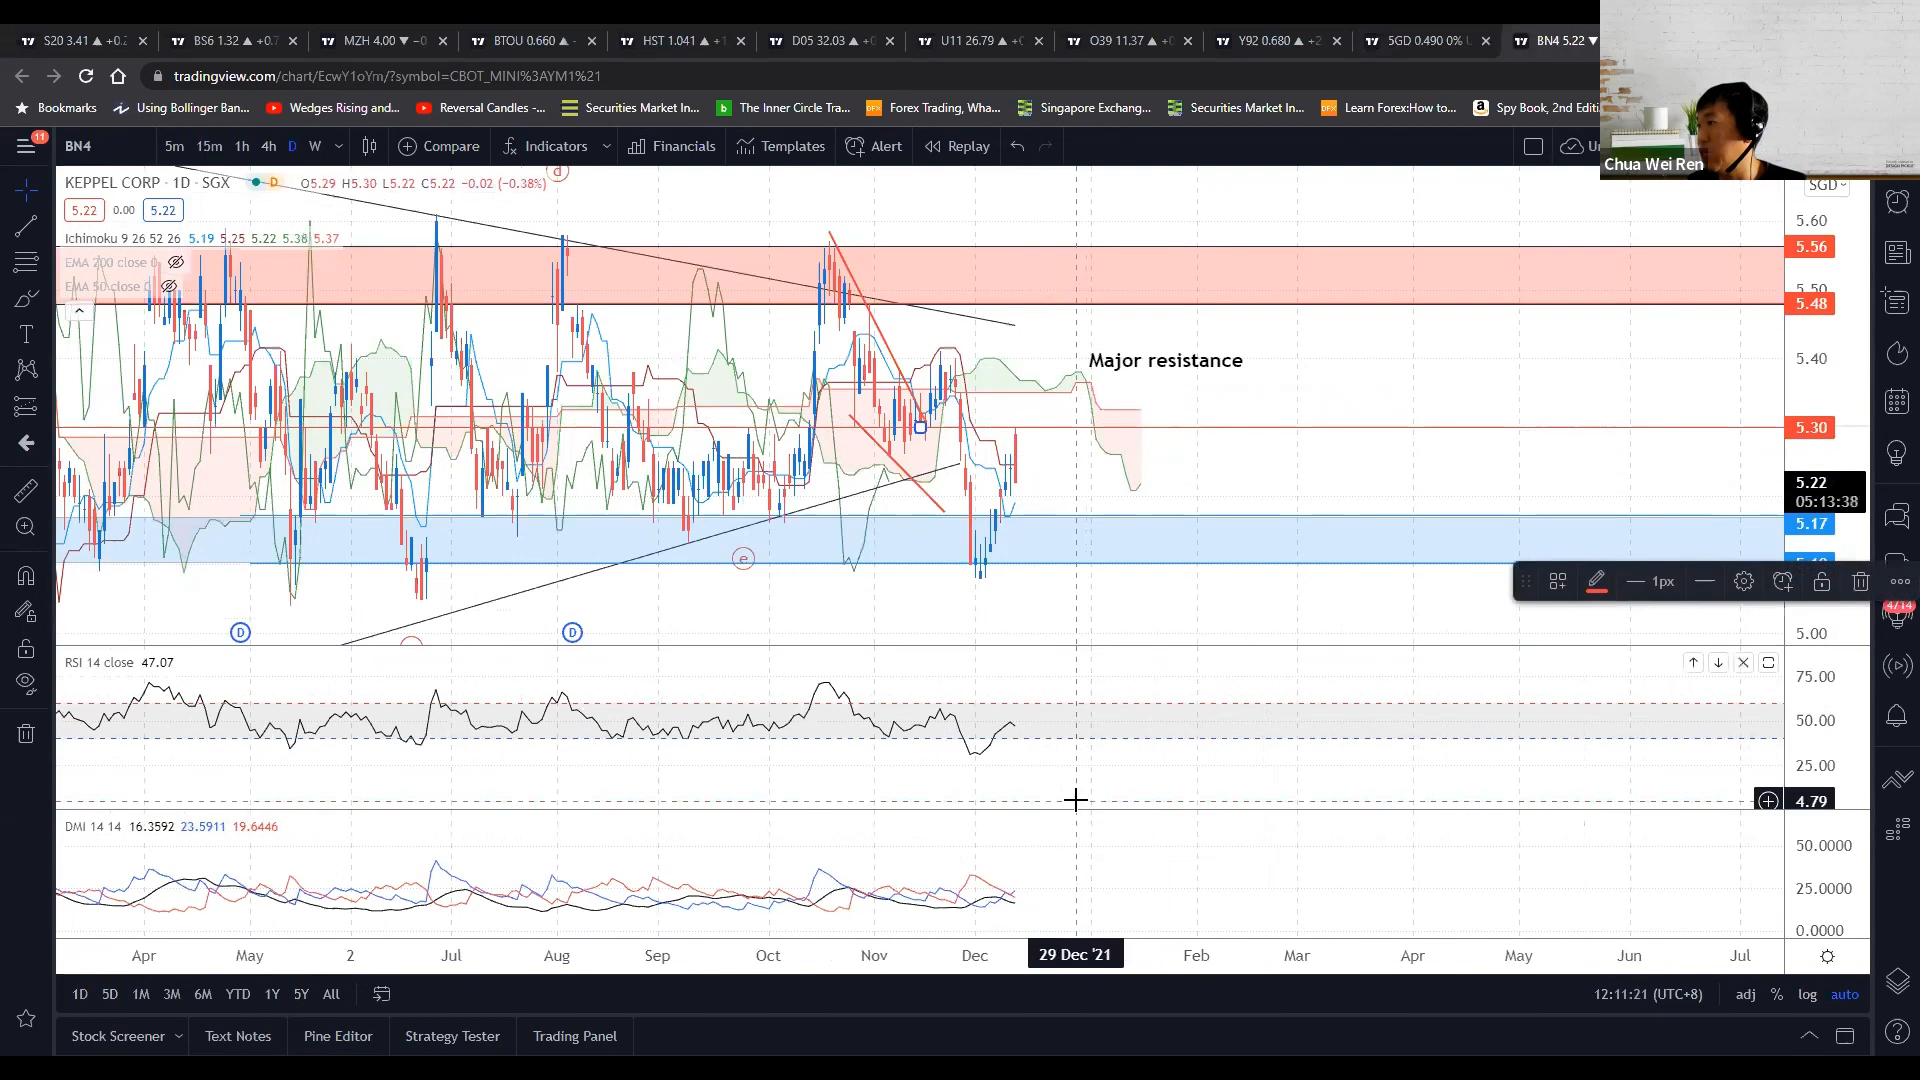 S20 3.41 ▲ +0.2
BS6 1.32 ▲ +0.7
MZH 4.00 ▼ −0
BTOU 0.660 ▲ -
HST 1.041 ▲ +1
D05 32.03 ▲ +0
U11 26.79 ▲ +0
O39 11.37 ▲ +0
Y92 0.680 ▲ +2
5GD 0.490 0%
BN4 5.22 ▼
tradingview.com/chart/EcwY1oYm/?symbol=CBOT_MINI%3AYM1%21
Bookmarks
Using Bollinger Ban...
Wedges Rising and...
Reversal Candles -...
Securities Market In...
The Inner Circle Tra...
Forex Trading, Wha...
Singapore Exchang...
Securities Market In...
Learn Forex:How to...
Spy Book, 2nd Editi
Chua Wei Ren
11
BN4
5m 15m 1h 4h D W
Compare
Indicators
Financials
Templates
Alert
Replay
KEPPEL CORP · 1D · SGX
D
O5.29 H5.30 L5.22 C5.22 −0.02 (−0.38%)
d
SGD
5.22 0.00 5.22
Ichimoku 9 26 52 26 5.19 5.25 5.22 5.38 5.37
EMA 200 close 0
EMA 50 close 0
5.60
5.56
5.50
5.48
5.40
Major resistance
5.30
5.22
05:13:38
5.17
e
1px
4/14
D
D
5.00
RSI 14 close 47.07
75.00
50.00
25.00
4.79
DMI 14 14 16.3592 23.5911 19.6446
50.0000
25.0000
0.0000
Apr May 2 Jul Aug Sep Oct Nov Dec 29 Dec '21 Feb Mar Apr May Jun Jul
1D 5D 1M 3M 6M YTD 1Y 5Y All
12:11:21 (UTC+8) adj % log auto
Stock Screener
Text Notes
Pine Editor
Strategy Tester
Trading Panel